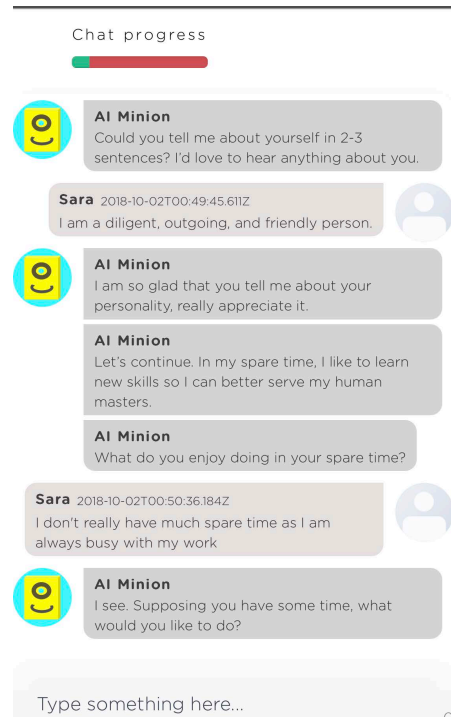 Chat progress
AI Minion
Could you tell me about yourself in 2-3
sentences? I'd love to hear anything about you.
Sara 2018-10-02T00:49:45.611Z
I am a diligent, outgoing, and friendly person.
AI Minion
I am so glad that you tell me about your
personality, really appreciate it.
AI Minion
Let's continue. In my spare time, I like to learn
new skills so I can better serve my human
masters.
AI Minion
What do you enjoy doing in your spare time?
Sara 2018-10-02T00:50:36.184Z
I don't really have much spare time as I am
always busy with my work
AI Minion
I see. Supposing you have some time, what
would you like to do?
Type something here...